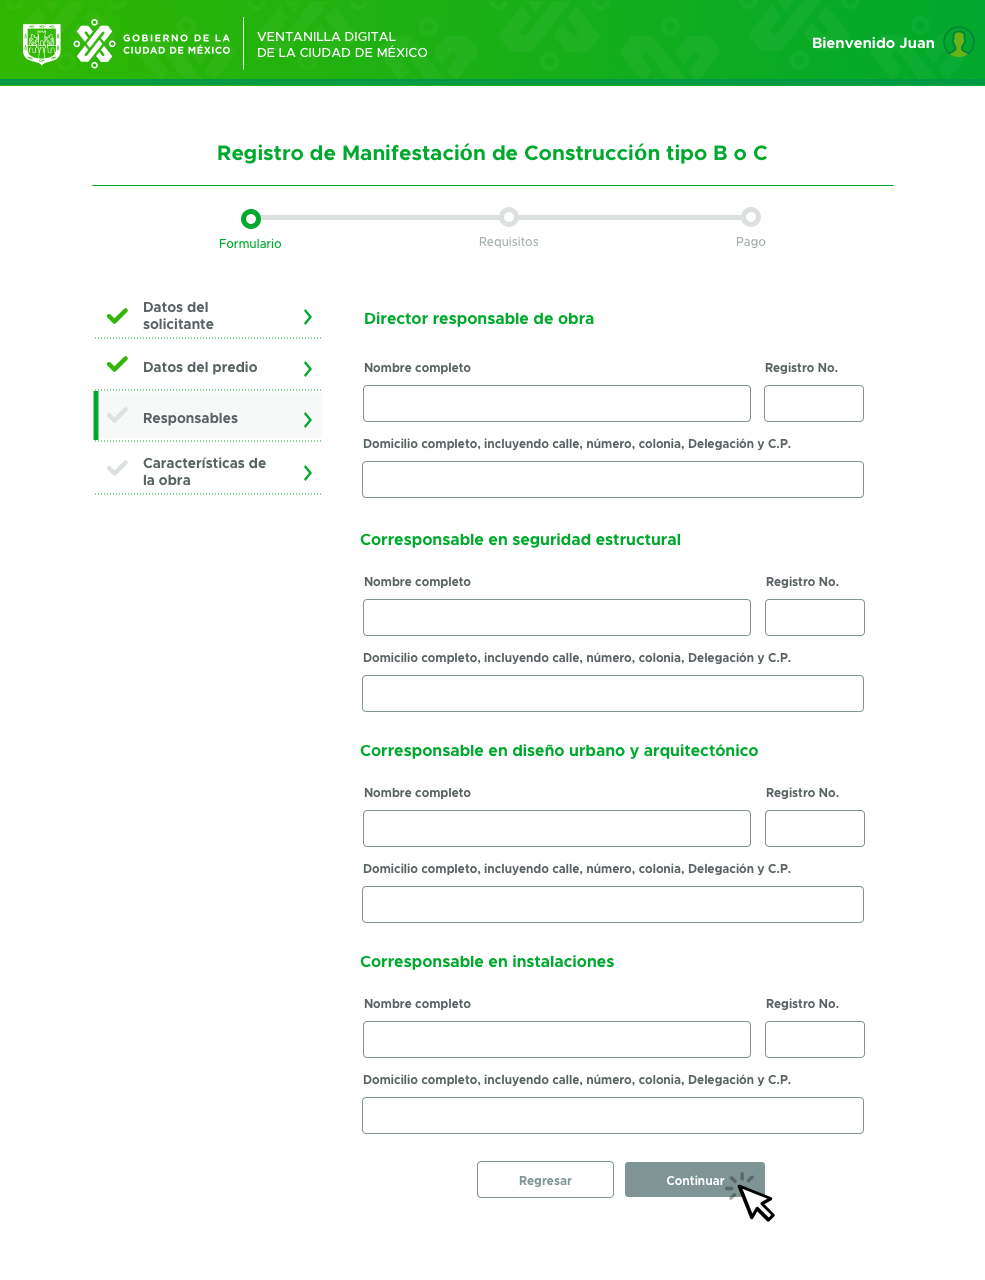 GOBIERNO DE LA
CIUDAD DE MÉXICO
VENTANILLA DIGITAL
DE LA CIUDAD DE MÉXICO
Bienvenido Juan
Registro de Manifestación de Construcción tipo B o C
Formulario
Requisitos
Pago
Datos del
solicitante
Datos del predio
Responsables
Características de
la obra
Director responsable de obra
Nombre completo
Registro No.
Domicilio completo, incluyendo calle, número, colonia, Delegación y C.P.
Corresponsable en seguridad estructural
Nombre completo
Registro No.
Domicilio completo, incluyendo calle, número, colonia, Delegación y C.P.
Corresponsable en diseño urbano y arquitectónico
Nombre completo
Registro No.
Domicilio completo, incluyendo calle, número, colonia, Delegación y C.P.
Corresponsable en instalaciones
Nombre completo
Registro No.
Domicilio completo, incluyendo calle, número, colonia, Delegación y C.P.
Regresar
Continuar